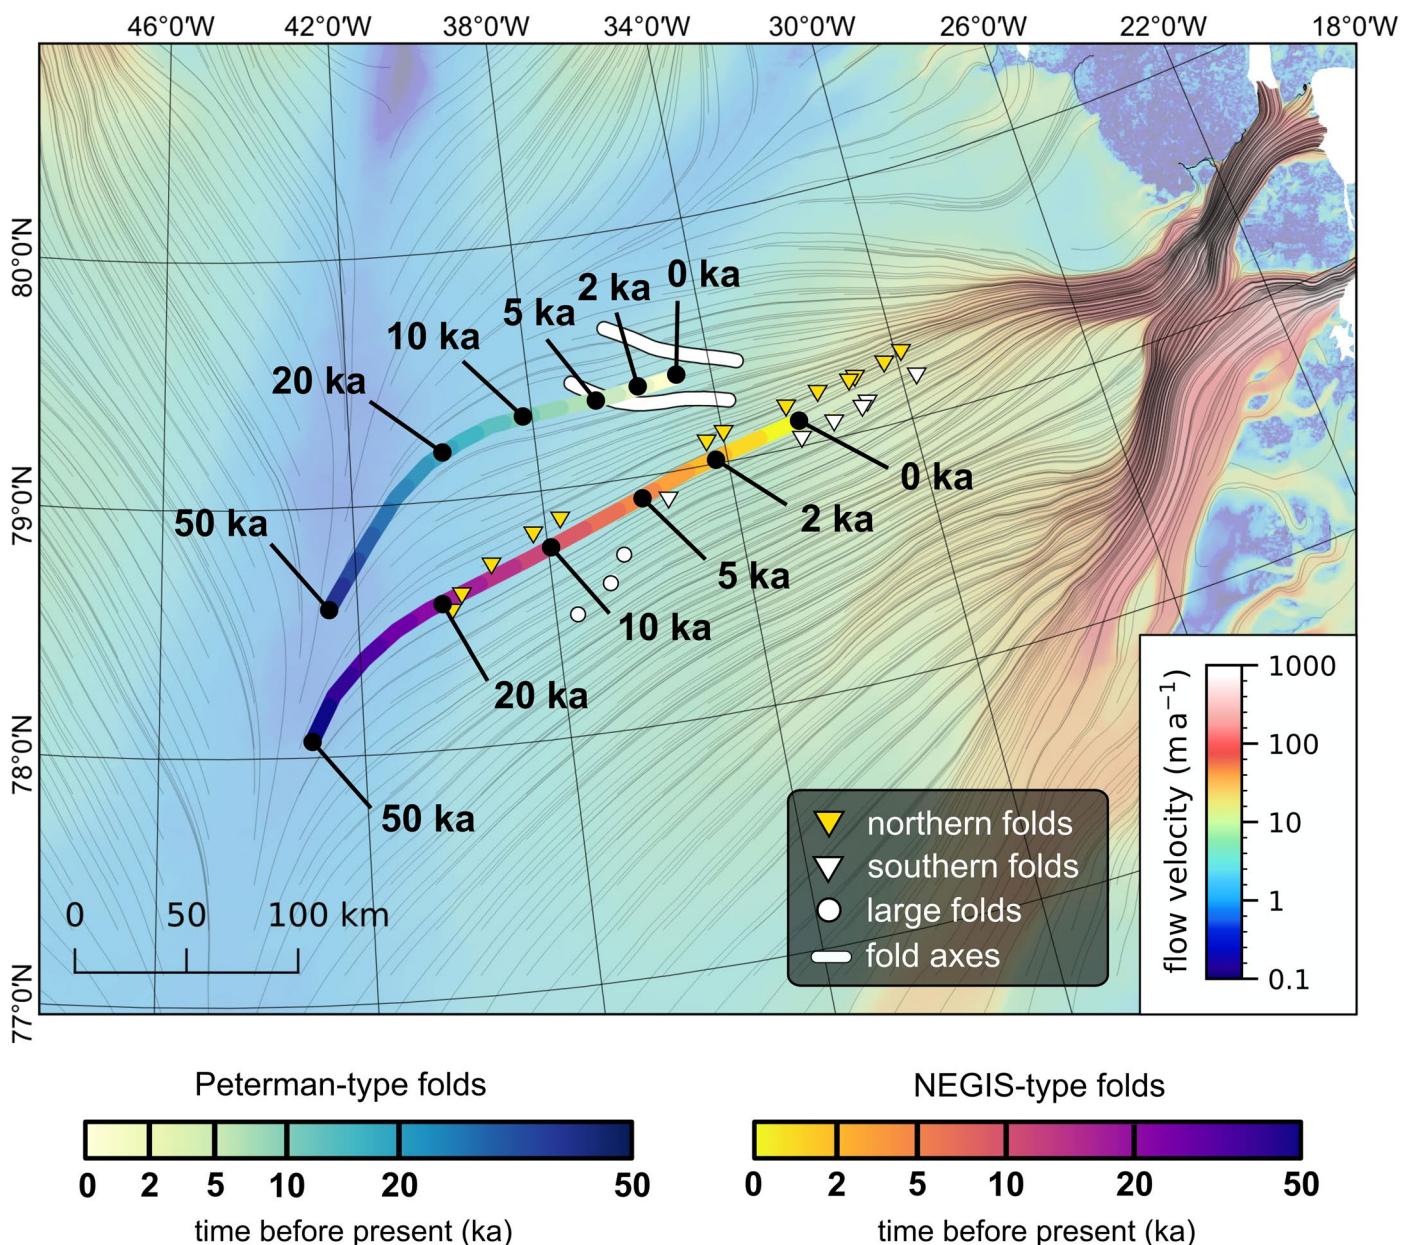 46°0'W 42°0'W 38°0'W 34°0'W 30°0'W 26°0'W 22°0'W 18°0'W
80°0'N
79°0'N
78°0'N
77°0'N
0 ka
2 ka
5 ka
10 ka
20 ka
50 ka
0 ka
2 ka
5 ka
10 ka
20 ka
50 ka
0 50 100 km
northern folds
southern folds
large folds
fold axes
flow velocity (m a⁻¹)
1000
100
10
1
0.1
Peterman-type folds
0 2 5 10 20 50
time before present (ka)
NEGIS-type folds
0 2 5 10 20 50
time before present (ka)